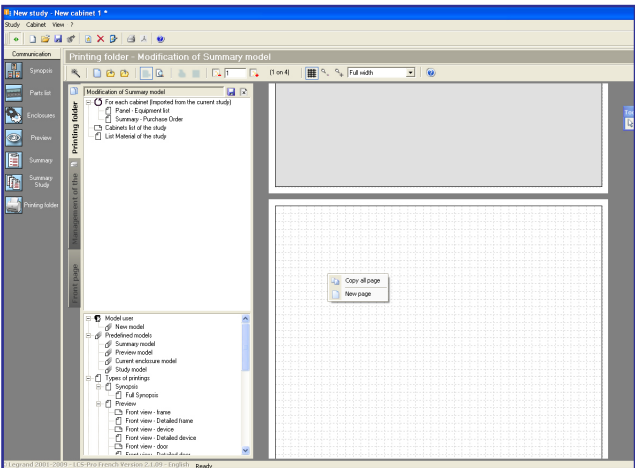 New study - New cabinet 1 *
Study Cabinet View ?
Communication
Synopsis
Parts list
Enclosures
Preview
Summary
Summary
Study
Printing folder
Printing folder - Modification of Summary model
1
(1 on 4)
Full width
Printing folder
Management of the
Front page
Modification of Summary model
For each cabinet (Imported from the current study)
Panel - Equipment list
Summary - Purchase Order
Cabinets list of the study
List Material of the study
Model user
New model
Predefined models
Summary model
Preview model
Current enclosure model
Study model
Types of printings
Synopsis
Full Synopsis
Preview
Front view - frame
Front view - Detailed frame
Front view - device
Front view - Detailed device
Front view - door
Front view - Detailed door
Copy all page
New page
Legrand 2001-2009 - LCS-Pro French Version 2.1.09 - English
Ready